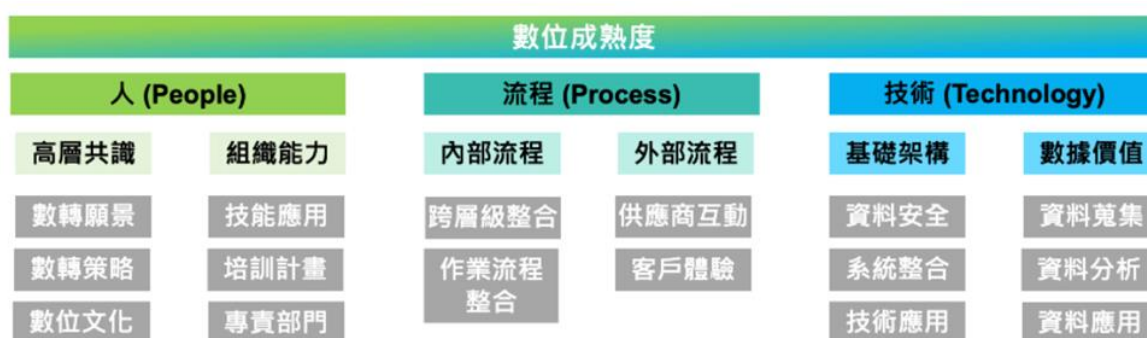 數位成熟度
人 (People)
流程 (Process)
技術 (Technology)
高層共識
組織能力
內部流程
外部流程
基礎架構
數據價值
數轉願景
技能應用
跨層級整合
供應商互動
資料安全
資料蒐集
數轉策略
培訓計畫
作業流程
整合
客戶體驗
系統整合
資料分析
數位文化
專責部門
技術應用
資料應用